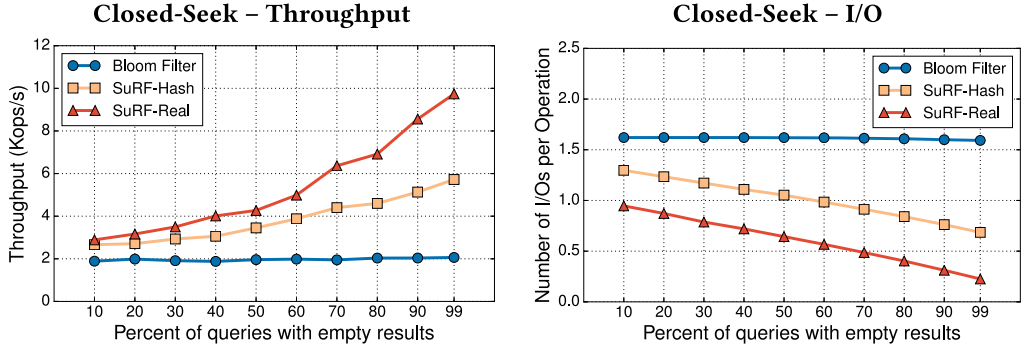 Closed-Seek – Throughput
Throughput (Kops/s)
12
10
8
6
4
2
0
Bloom Filter
SuRF-Hash
SuRF-Real
10 20 30 40 50 60 70 80 90 99
Percent of queries with empty results
Closed-Seek – I/O
Number of I/Os per Operation
2.5
2.0
1.5
1.0
0.5
0.0
Bloom Filter
SuRF-Hash
SuRF-Real
10 20 30 40 50 60 70 80 90 99
Percent of queries with empty results